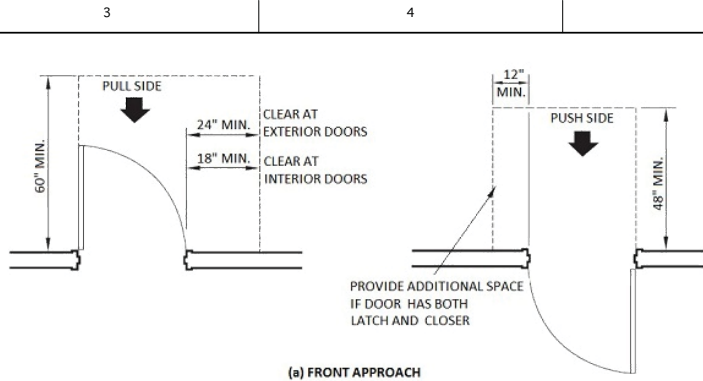 3
4
PULL SIDE
60" MIN.
24" MIN.
CLEAR AT
EXTERIOR DOORS
18" MIN.
CLEAR AT
INTERIOR DOORS
12"
MIN.
PUSH SIDE
48" MIN.
PROVIDE ADDITIONAL SPACE
IF DOOR HAS BOTH
LATCH AND CLOSER
(a) FRONT APPROACH